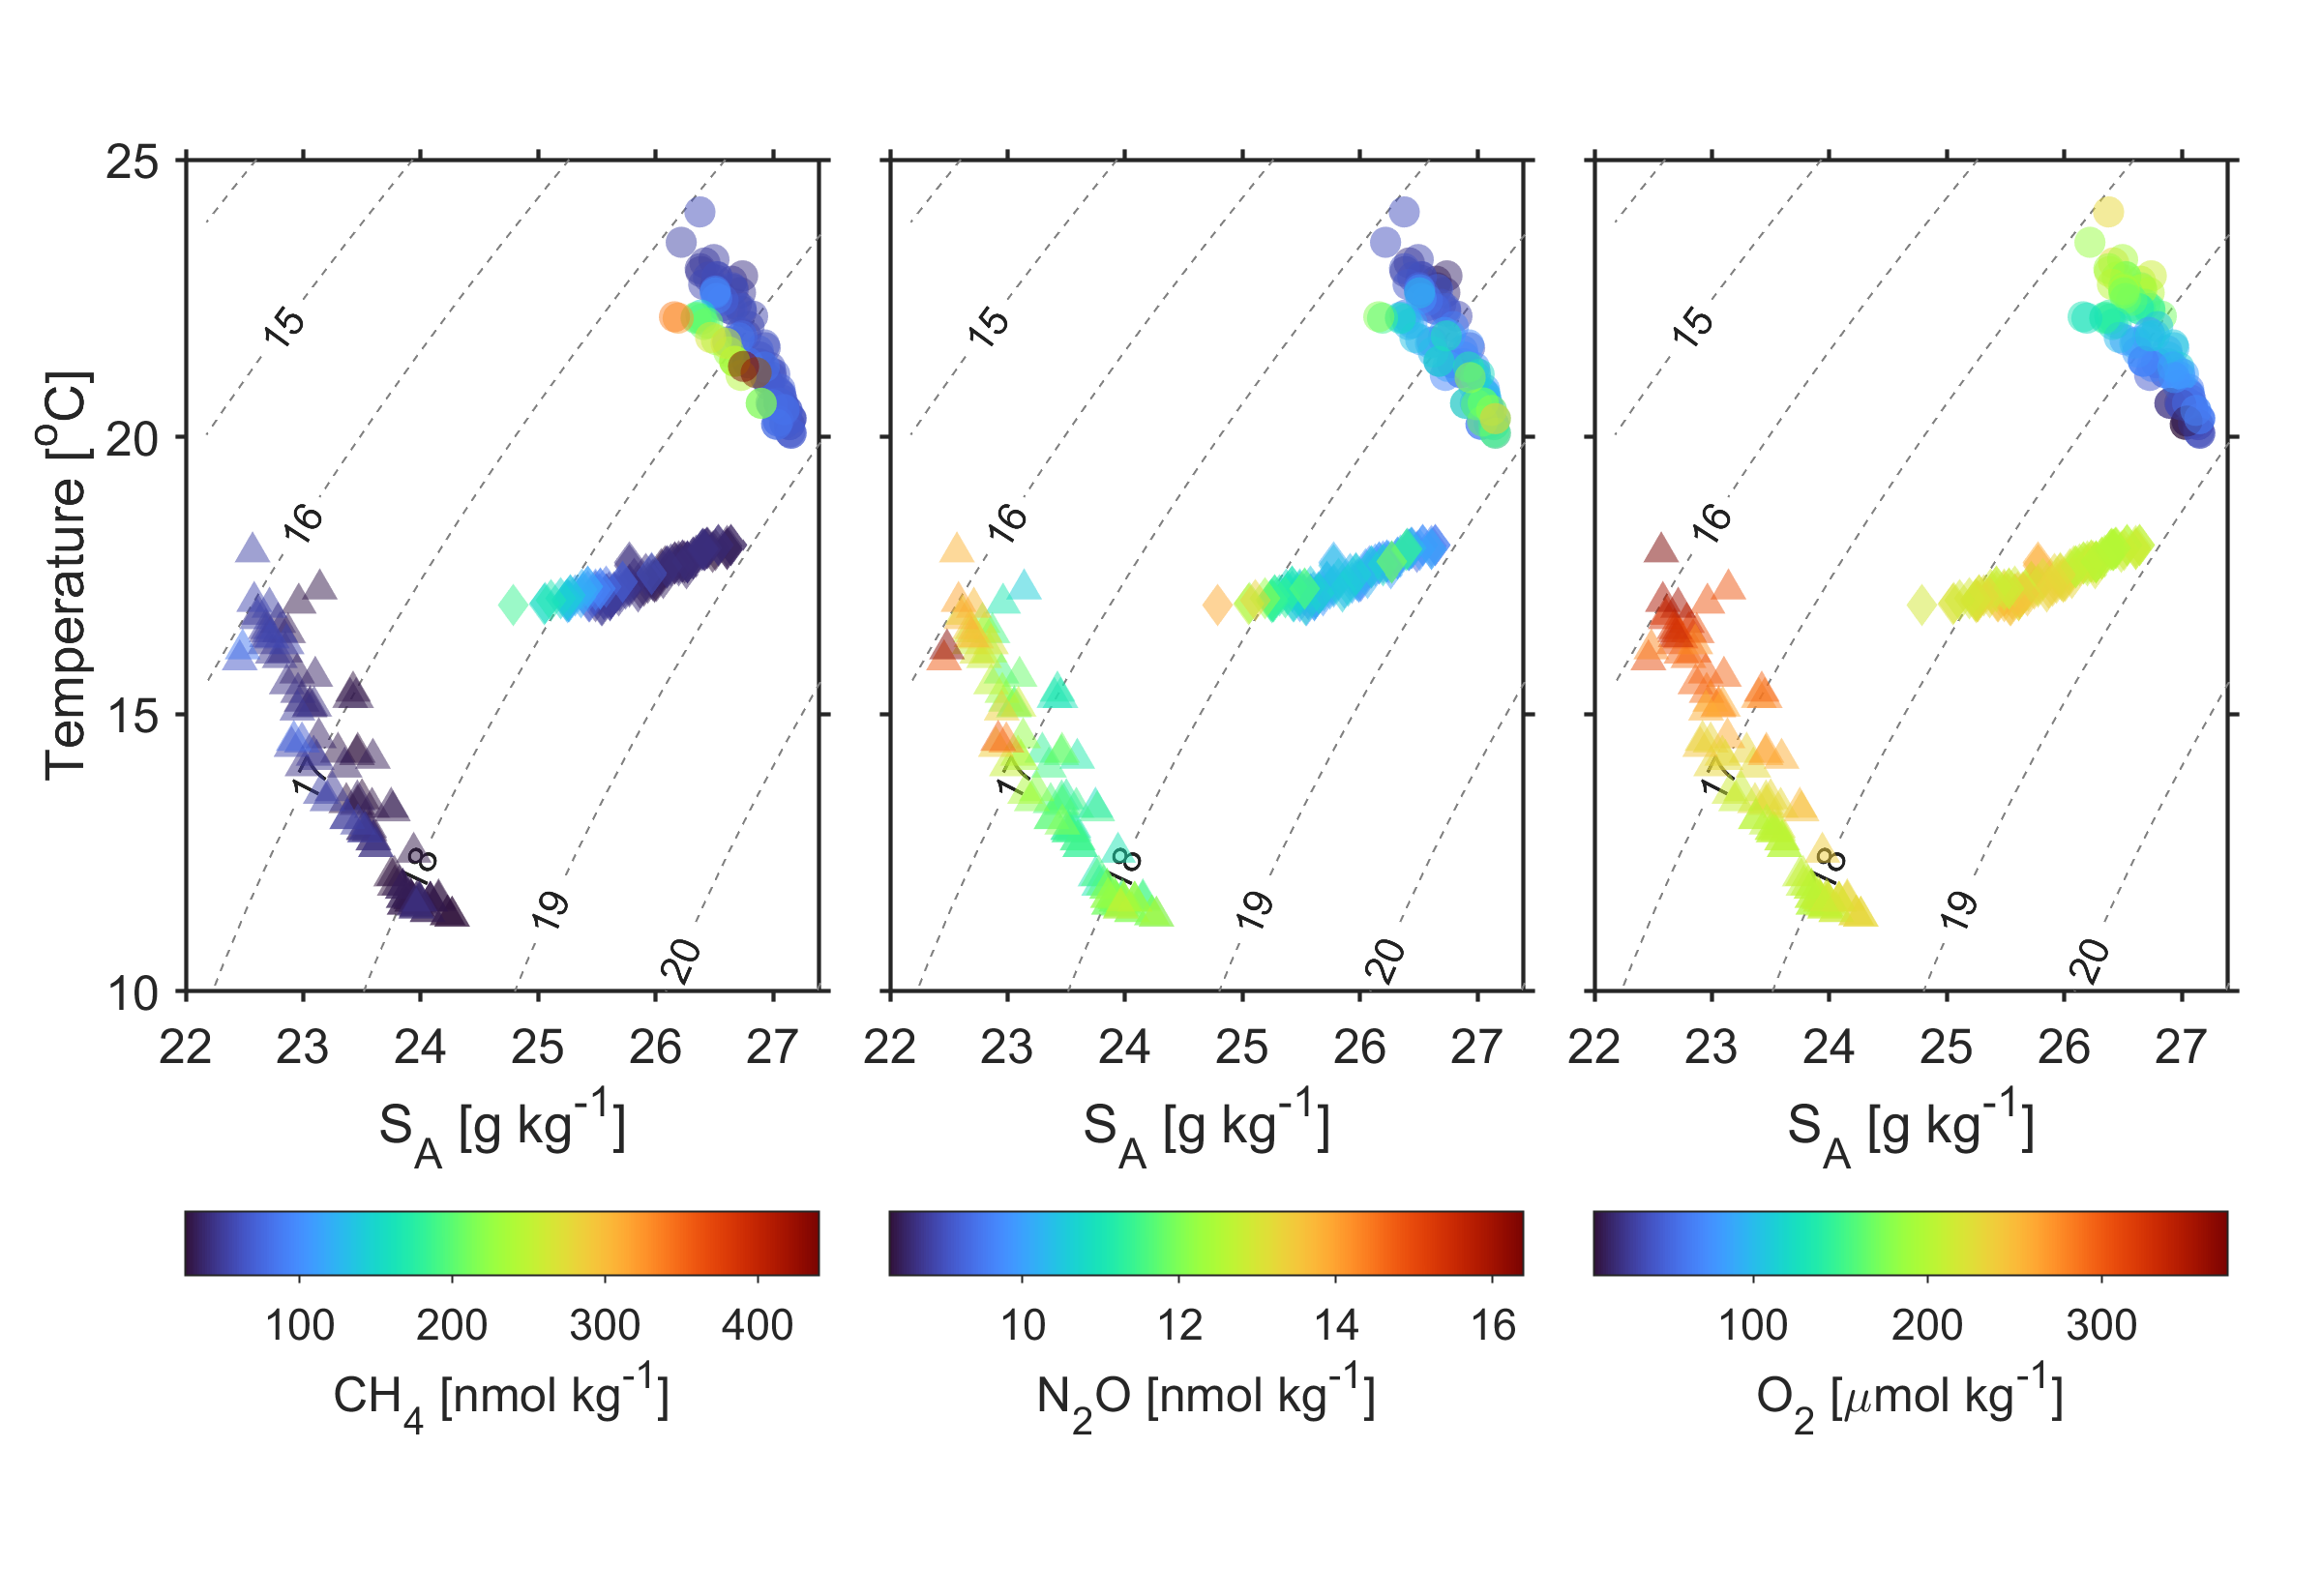 25
20
15
10
Temperature [°C]
15
16
17
18
19
20
22 23 24 25 26 27
S_A [g kg⁻¹]
100 200 300 400
CH₄ [nmol kg⁻¹]
15
16
17
18
19
20
22 23 24 25 26 27
S_A [g kg⁻¹]
10 12 14 16
N₂O [nmol kg⁻¹]
15
16
17
18
19
20
22 23 24 25 26 27
S_A [g kg⁻¹]
100 200 300
O₂ [μmol kg⁻¹]